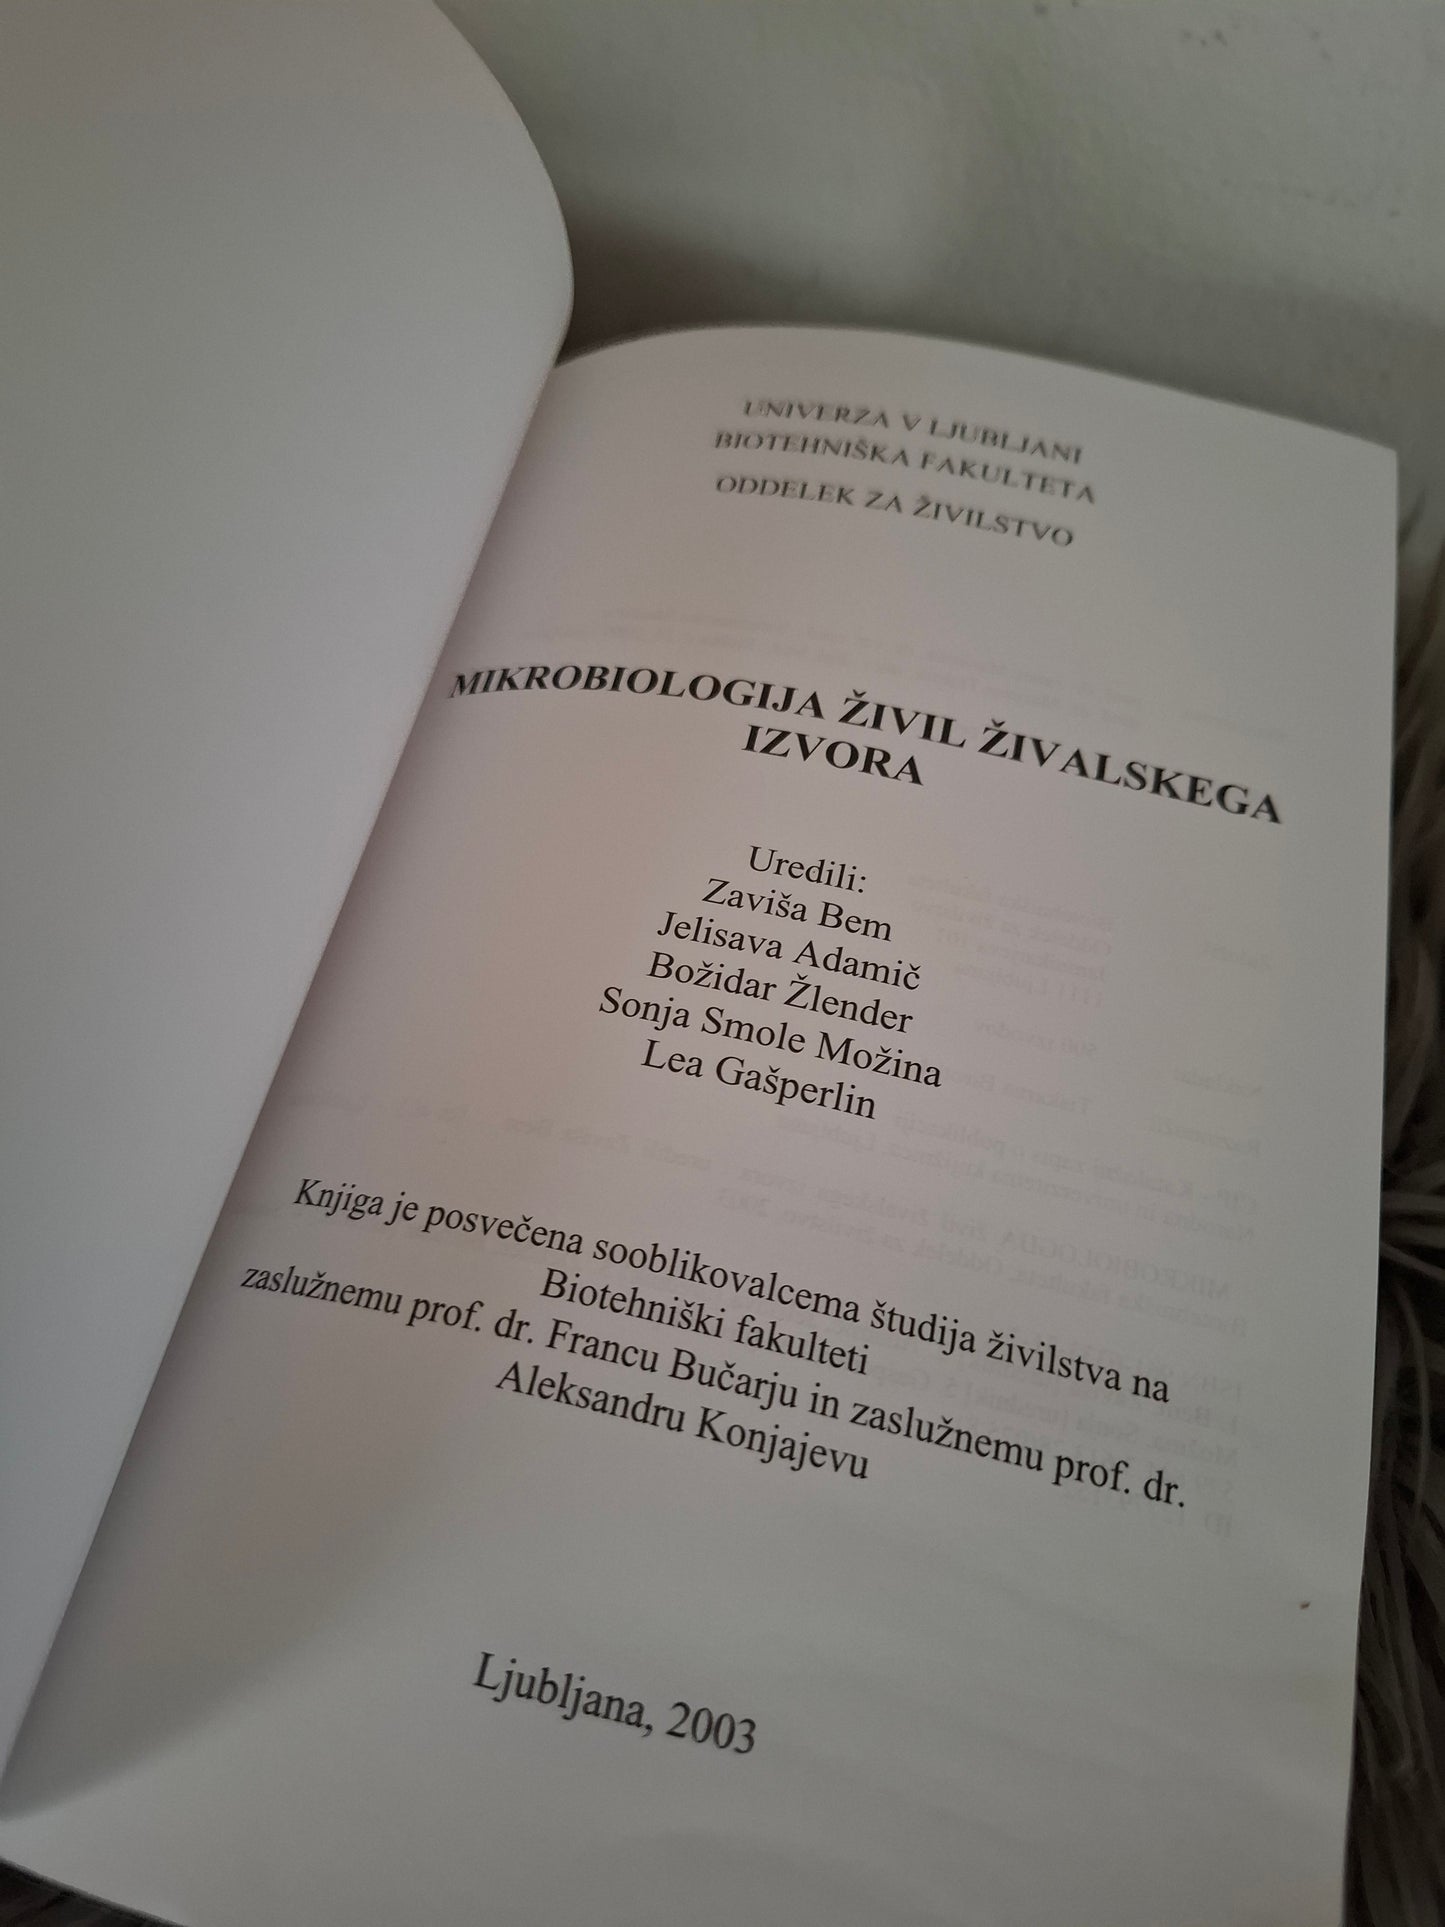 UNIVERZA V LJUBLJANI
BIOTEHNIŠKA FAKULTETA
ODDELEK ZA ŽIVILSTVO
MIKROBIOLOGIJA ŽIVIL ŽIVALSKEGA
IZVORA
Uredili:
Zaviša Bem
Jelisava Adamič
Božidar Žlender
Sonja Smole Možina
Lea Gašperlin
Knjiga je posvečena sooblikovalcema študija živilstva na
Biotehniški fakulteti
zaslužnemu prof. dr. Francu Bučarju in zaslužnemu prof. dr.
Aleksandru Konjajevu
Ljubljana, 2003